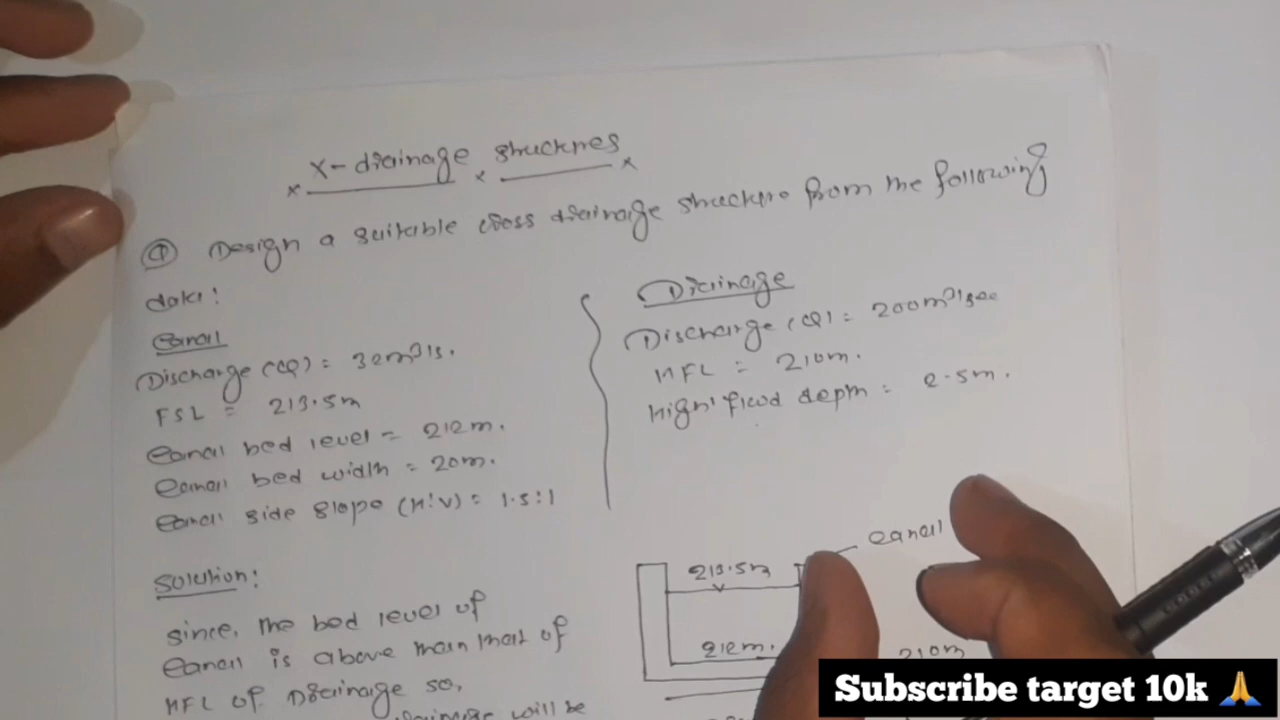 X-drainage structures
① Design a suitable cross drainage structure from the following
data:
Canal
Discharge (Q) = 32m³/s.
FSL = 213.5m
Canal bed level = 212m.
Canal bed width = 20m.
Canal side slope (H:V) = 1.5:1
Drainage
Discharge (Q) = 200m³/sec
HFL = 210m.
High flood depth = 2.5m.
Solution:
Since, the bed level of
Canal is above than that of
HFL of Drainage so,
will be
canal
213.5m
212m.
210m
Subscribe target 10k 🙏